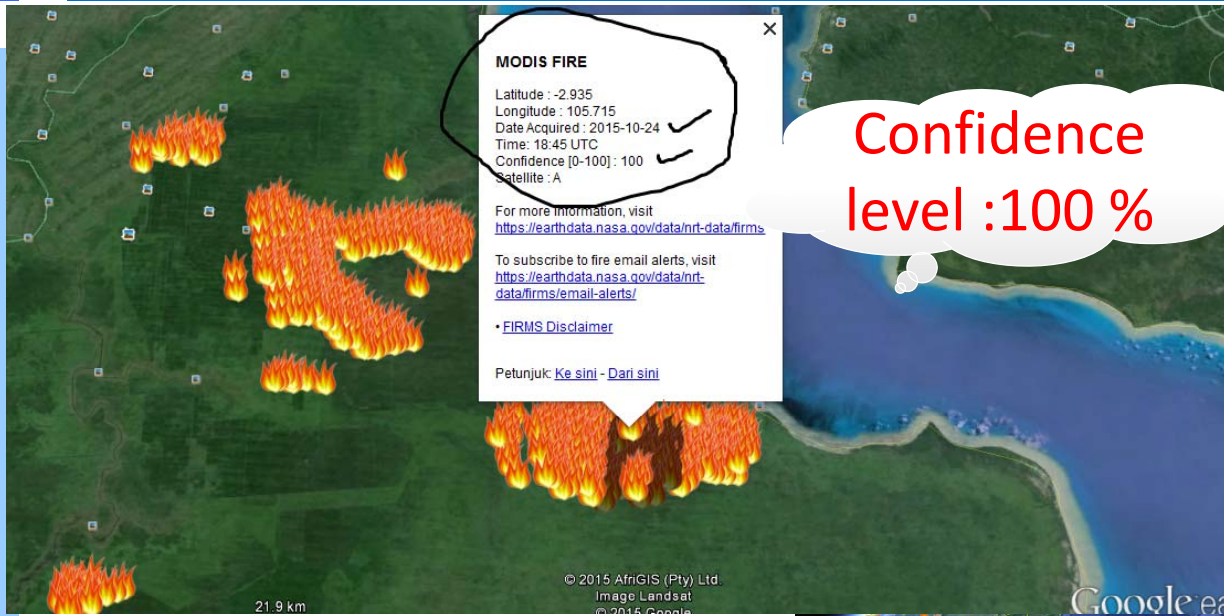 MODIS FIRE
Latitude : -2.935
Longitude : 105.715
Date Acquired : 2015-10-24
Time: 18:45 UTC
Confidence [0-100] : 100
Satellite : A
For more information, visit
https://earthdata.nasa.gov/data/nrt-data/firms
To subscribe to fire email alerts, visit
https://earthdata.nasa.gov/data/nrt-
data/firms/email-alerts/
• FIRMS Disclaimer
Petunjuk: Ke sini - Dari sini
Confidence
level :100 %
© 2015 AfriGIS (Pty) Ltd.
Image Landsat
© 2015 Google
21.9 km
Google ea